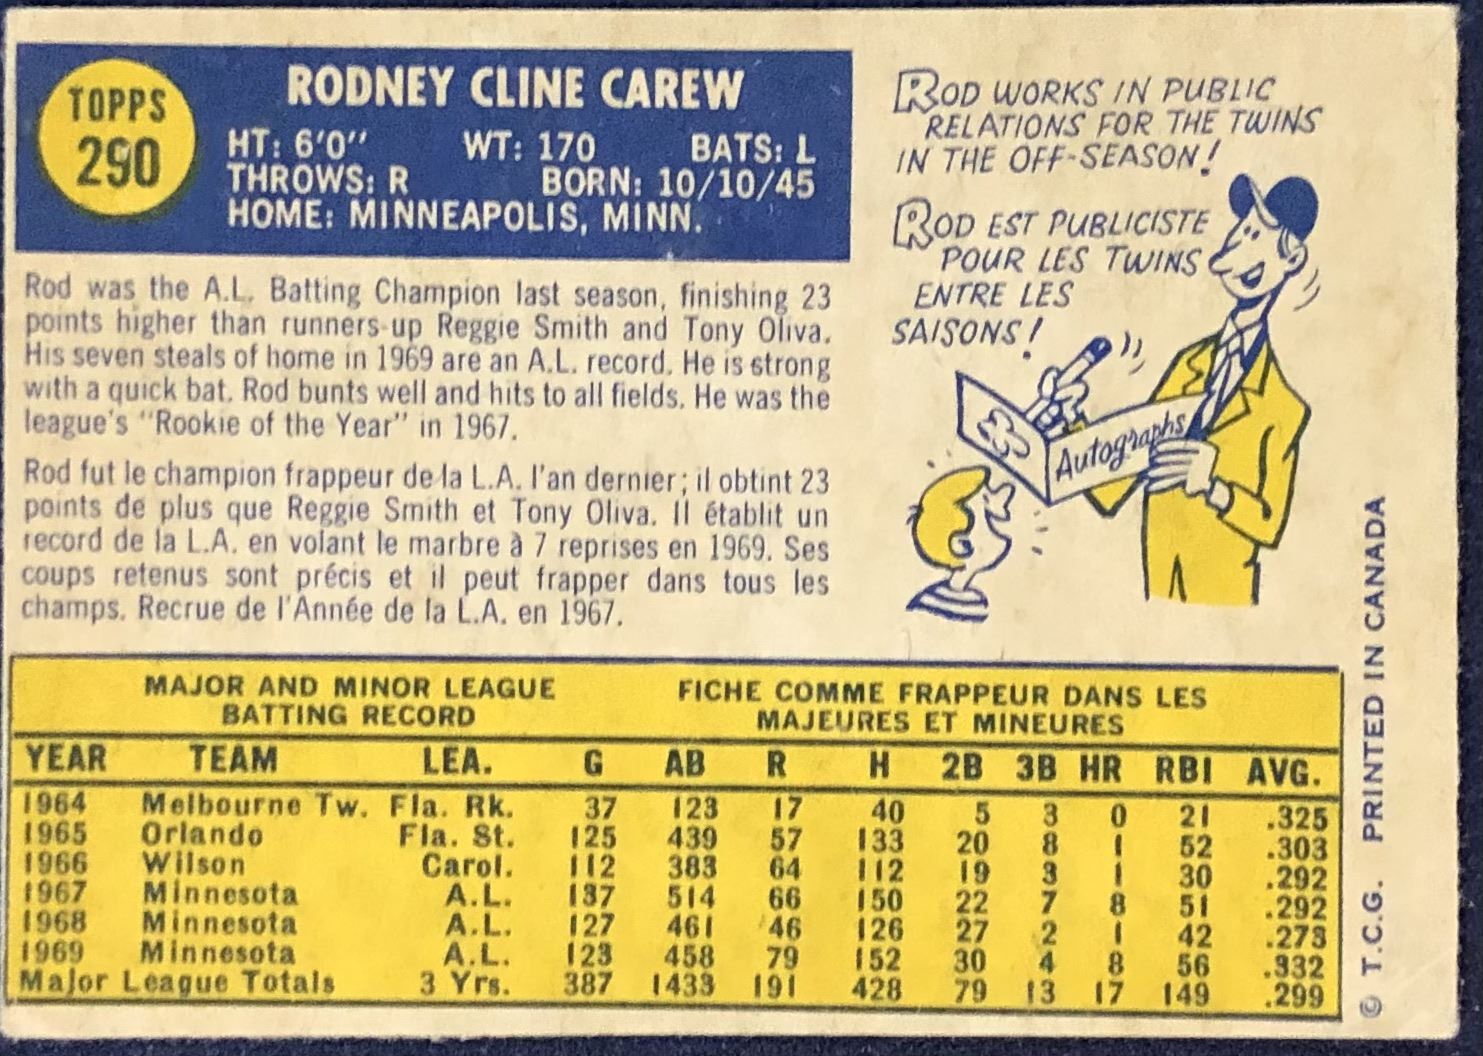 TOPPS
290
RODNEY CLINE CAREW
HT: 6'0" WT: 170 BATS: L
THROWS: R BORN: 10/10/45
HOME: MINNEAPOLIS, MINN.
Rod was the A.L. Batting Champion last season, finishing 23
points higher than runners-up Reggie Smith and Tony Oliva.
His seven steals of home in 1969 are an A.L. record. He is strong
with a quick bat. Rod bunts well and hits to all fields. He was the
league's "Rookie of the Year" in 1967.
Rod fut le champion frappeur de la L.A. l'an dernier; il obtint 23
points de plus que Reggie Smith et Tony Oliva. Il établit un
record de la L.A. en volant le marbre à 7 reprises en 1969. Ses
coups retenus sont précis et il peut frapper dans tous les
champs. Recrue de l'Année de la L.A. en 1967.
ROD WORKS IN PUBLIC
RELATIONS FOR THE TWINS
IN THE OFF-SEASON!
ROD EST PUBLICISTE
POUR LES TWINS
ENTRE LES
SAISONS!
Autographs
MAJOR AND MINOR LEAGUE
BATTING RECORD
FICHE COMME FRAPPEUR DANS LES
MAJEURES ET MINEURES
YEAR TEAM LEA. G AB R H 2B 3B HR RBI AVG.
1964 Melbourne Tw. Fla. Rk. 37 123 17 40 5 3 0 21 .325
1965 Orlando Fla. St. 125 439 57 133 20 8 1 52 .303
1966 Wilson Carol. 112 383 64 112 19 3 1 30 .292
1967 Minnesota A.L. 137 514 66 150 22 7 8 51 .292
1968 Minnesota A.L. 127 461 46 126 27 2 1 42 .273
1969 Minnesota A.L. 123 458 79 152 30 4 8 56 .332
Major League Totals 3 Yrs. 387 1433 191 428 79 13 17 149 .299
© T.C.G. PRINTED IN CANADA